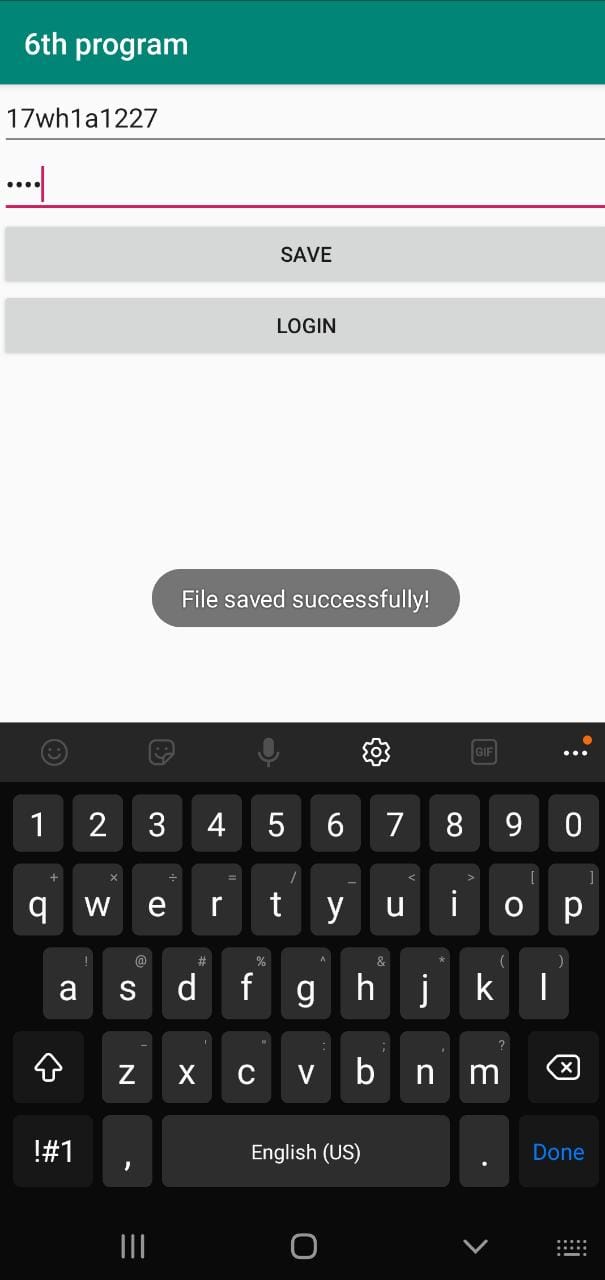 6th program
17wh1a1227
••••
SAVE
LOGIN
File saved successfully!
GIF
1 2 3 4 5 6 7 8 9 0
+ × ÷ = / _ < > [ ]
q w e r t y u i o p
! @ # % ^ & * ( )
a s d f g h j k l
- ' " : ; , ?
z x c v b n m
!#1 , English (US) . Done